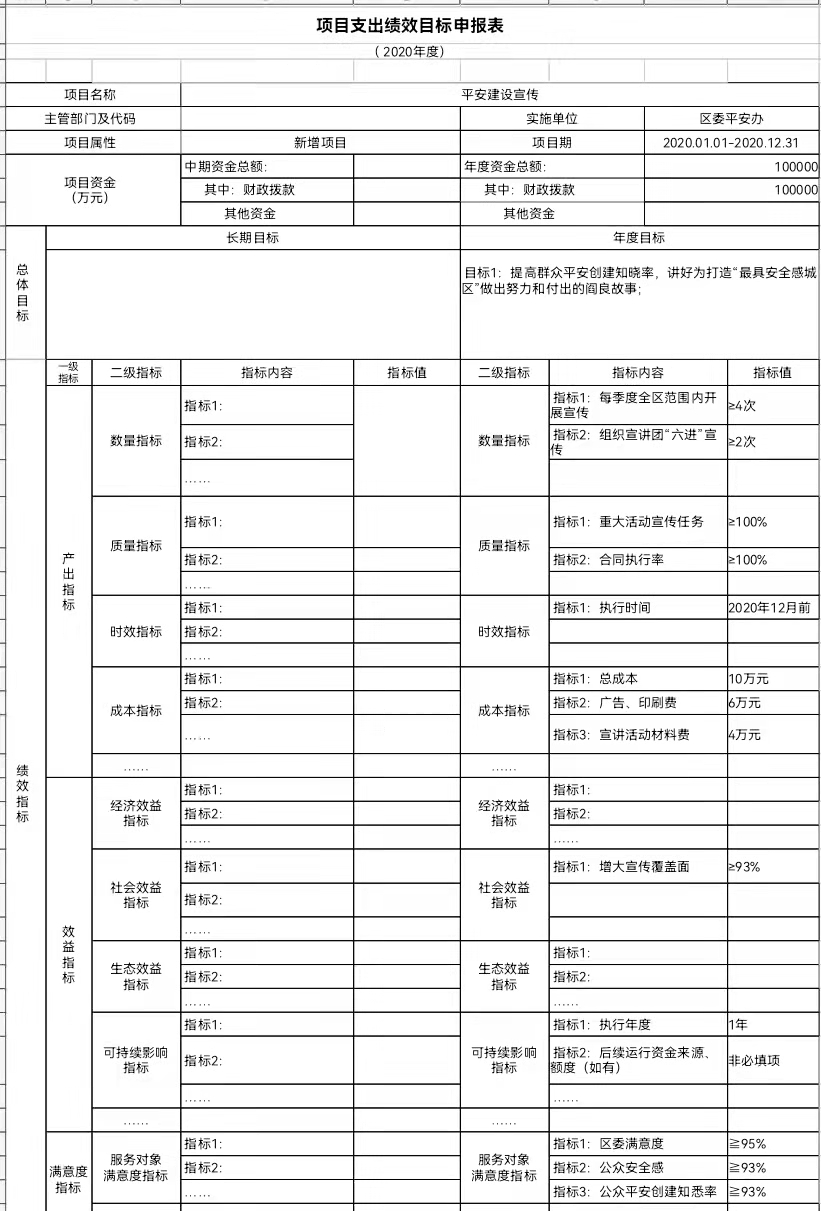 项目支出绩效目标申报表
（2020年度）
项目名称 平安建设宣传
主管部门及代码 实施单位 区委平安办
项目属性 新增项目 项目期 2020.01.01-2020.12.31
项目资金
（万元）
中期资金总额： 年度资金总额： 100000
其中：财政拨款 其中：财政拨款 100000
其他资金 其他资金
总体目标
长期目标 年度目标
目标1：提高群众平安创建知晓率，讲好为打造“最具安全感城
区”做出努力和付出的阎良故事；
绩效指标
一级
指标
二级指标 指标内容 指标值 二级指标 指标内容 指标值
产出指标
数量指标 指标1： 数量指标 指标1：每季度全区范围内开
展宣传 ≥4次
指标2： 指标2：组织宣讲团“六进”宣
传 ≥2次
……
质量指标 指标1： 质量指标 指标1：重大活动宣传任务 ≥100%
指标2： 指标2：合同执行率 ≥100%
……
时效指标 指标1： 时效指标 指标1：执行时间 2020年12月前
指标2：
……
成本指标 指标1： 成本指标 指标1：总成本 10万元
指标2： 指标2：广告、印刷费 6万元
…… 指标3：宣讲活动材料费 4万元
…… ……
效益指标
经济效益
指标
指标1： 经济效益
指标
指标1：
指标2： 指标2：
…… ……
社会效益
指标
指标1： 社会效益
指标
指标1：增大宣传覆盖面 ≥93%
指标2：
……
生态效益
指标
指标1： 生态效益
指标
指标1：
指标2： 指标2：
…… ……
可持续影响
指标
指标1： 可持续影响
指标
指标1：执行年度 1年
指标2： 指标2：后续运行资金来源、
额度（如有） 非必填项
…… ……
…… ……
满意度
指标
服务对象
满意度指标
指标1： 服务对象
满意度指标
指标1：区委满意度 ≧95%
指标2： 指标2：公众安全感 ≧93%
…… 指标3：公众平安创建知悉率 ≧93%